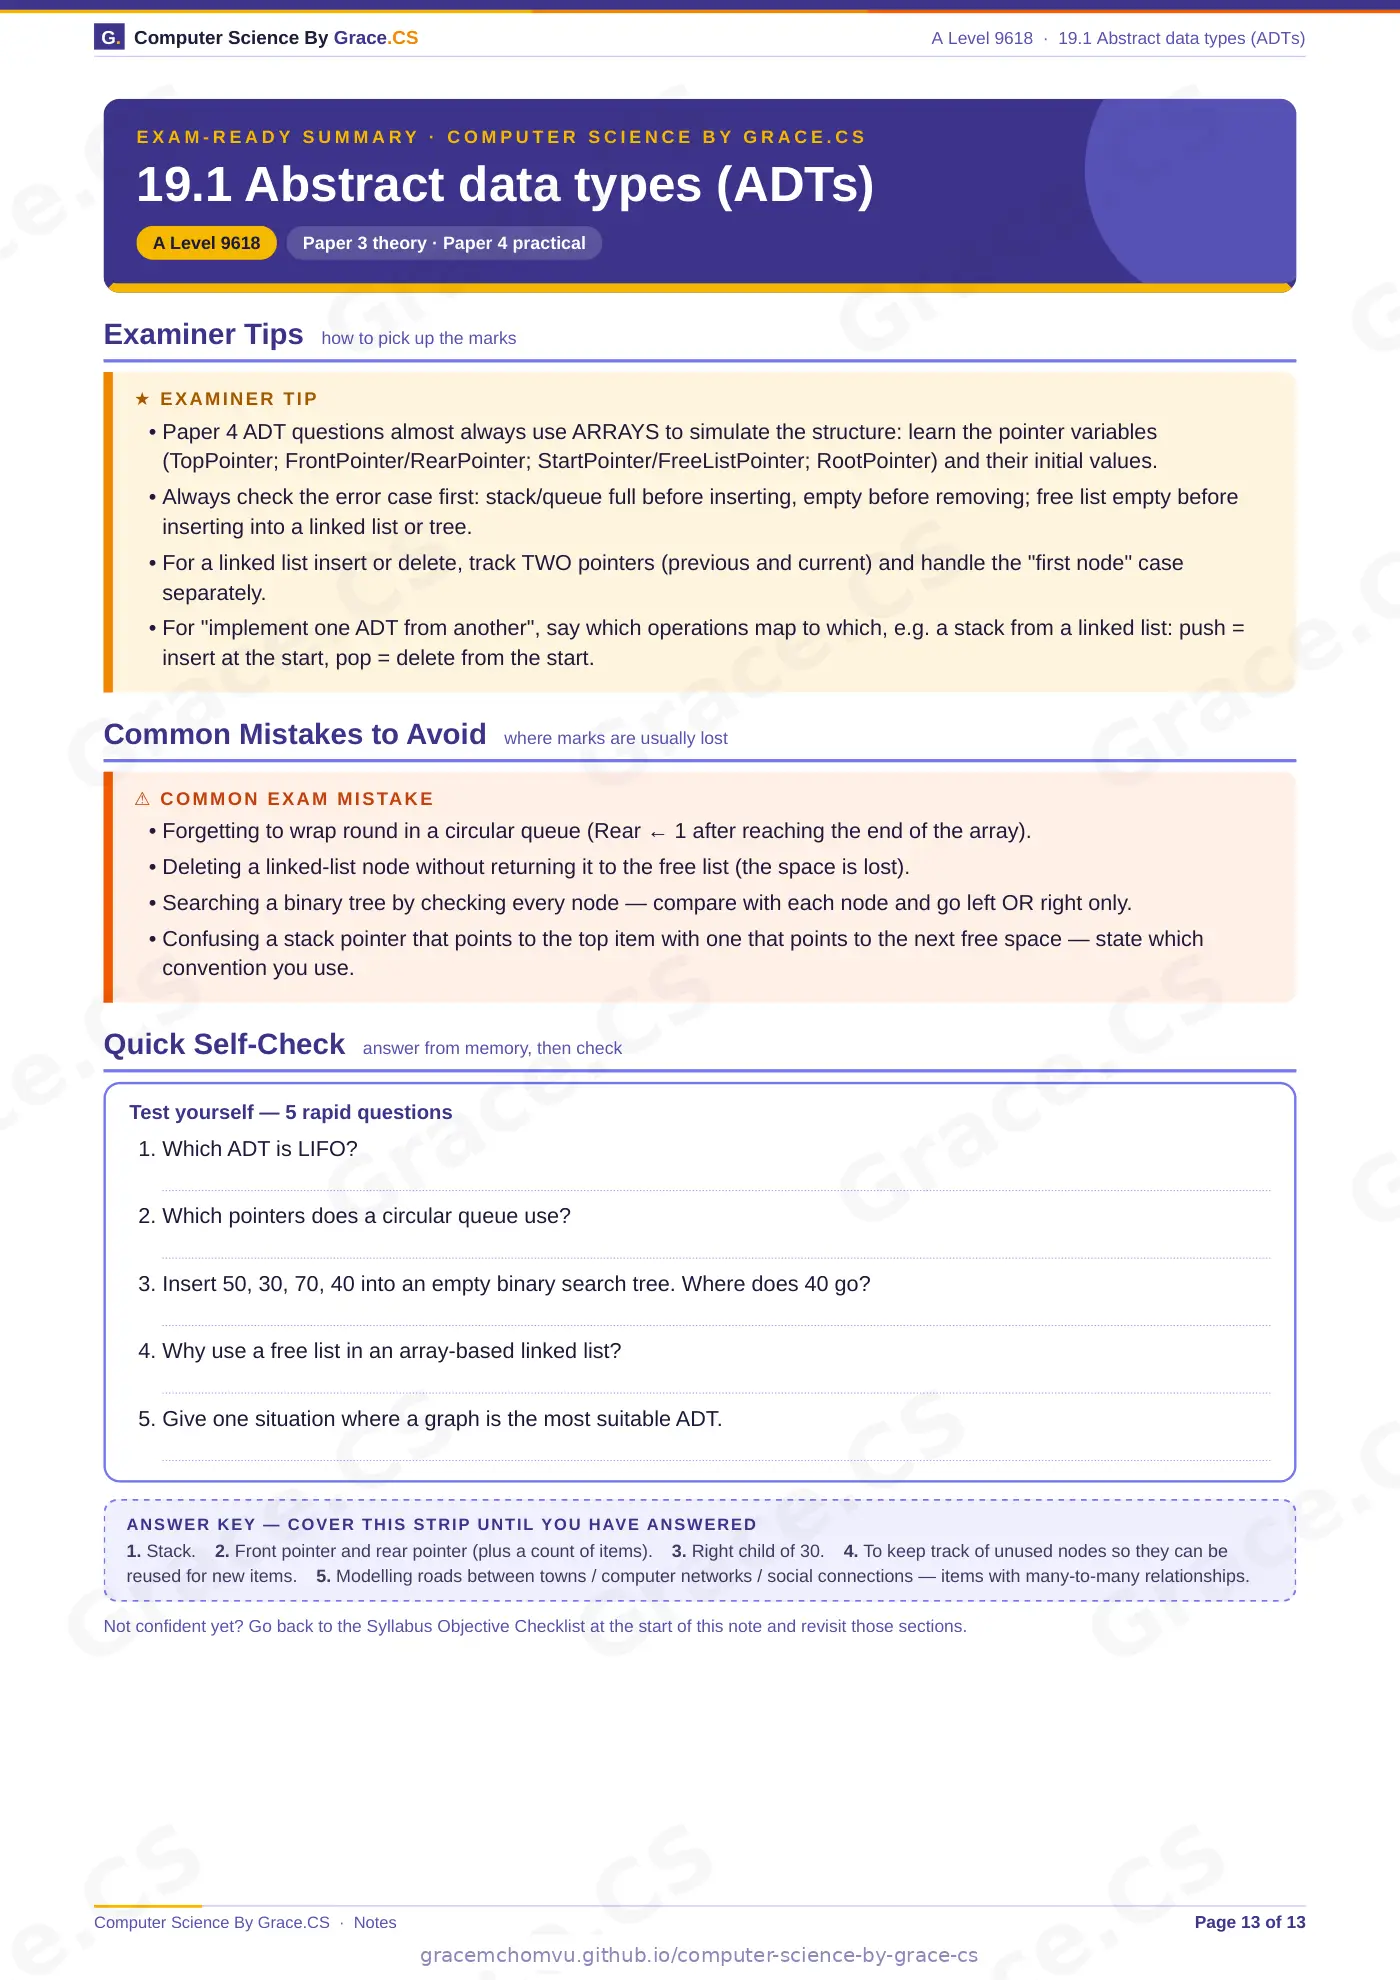 G. Computer Science By Grace.CS
A Level 9618 · 19.1 Abstract data types (ADTs)
EXAM-READY SUMMARY · COMPUTER SCIENCE BY GRACE.CS
19.1 Abstract data types (ADTs)
A Level 9618
Paper 3 theory · Paper 4 practical
Examiner Tips how to pick up the marks
★ EXAMINER TIP
• Paper 4 ADT questions almost always use ARRAYS to simulate the structure: learn the pointer variables
(TopPointer; FrontPointer/RearPointer; StartPointer/FreeListPointer; RootPointer) and their initial values.
• Always check the error case first: stack/queue full before inserting, empty before removing; free list empty before
inserting into a linked list or tree.
• For a linked list insert or delete, track TWO pointers (previous and current) and handle the "first node" case
separately.
• For "implement one ADT from another", say which operations map to which, e.g. a stack from a linked list: push =
insert at the start, pop = delete from the start.
Common Mistakes to Avoid where marks are usually lost
⚠ COMMON EXAM MISTAKE
• Forgetting to wrap round in a circular queue (Rear ← 1 after reaching the end of the array).
• Deleting a linked-list node without returning it to the free list (the space is lost).
• Searching a binary tree by checking every node — compare with each node and go left OR right only.
• Confusing a stack pointer that points to the top item with one that points to the next free space — state which
convention you use.
Quick Self-Check answer from memory, then check
Test yourself — 5 rapid questions
1. Which ADT is LIFO?
2. Which pointers does a circular queue use?
3. Insert 50, 30, 70, 40 into an empty binary search tree. Where does 40 go?
4. Why use a free list in an array-based linked list?
5. Give one situation where a graph is the most suitable ADT.
ANSWER KEY — COVER THIS STRIP UNTIL YOU HAVE ANSWERED
1. Stack. 2. Front pointer and rear pointer (plus a count of items). 3. Right child of 30. 4. To keep track of unused nodes so they can be
reused for new items. 5. Modelling roads between towns / computer networks / social connections — items with many-to-many relationships.
Not confident yet? Go back to the Syllabus Objective Checklist at the start of this note and revisit those sections.
Computer Science By Grace.CS · Notes
Page 13 of 13
gracemchomvu.github.io/computer-science-by-grace-cs